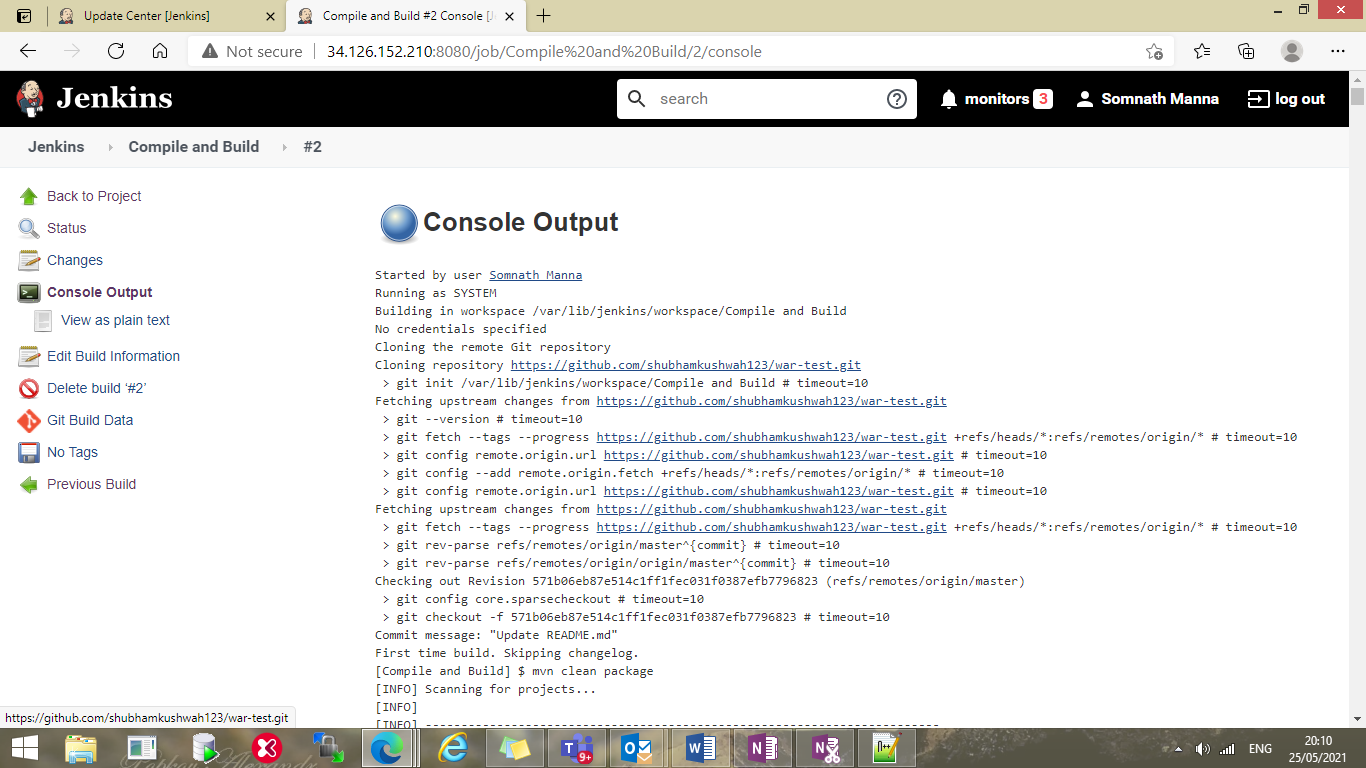 Update Center [Jenkins]
Compile and Build #2 Console [J
Not secure
34.126.152.210:8080/job/Compile%20and%20Build/2/console
Jenkins
search
monitors 3
Somnath Manna
log out
Jenkins
Compile and Build
#2
Back to Project
Status
Changes
Console Output
View as plain text
Edit Build Information
Delete build ‘#2’
Git Build Data
No Tags
Previous Build
Console Output
Started by user Somnath Manna
Running as SYSTEM
Building in workspace /var/lib/jenkins/workspace/Compile and Build
No credentials specified
Cloning the remote Git repository
Cloning repository https://github.com/shubhamkushwah123/war-test.git
> git init /var/lib/jenkins/workspace/Compile and Build # timeout=10
Fetching upstream changes from https://github.com/shubhamkushwah123/war-test.git
> git --version # timeout=10
> git fetch --tags --progress https://github.com/shubhamkushwah123/war-test.git +refs/heads/*:refs/remotes/origin/* # timeout=10
> git config remote.origin.url https://github.com/shubhamkushwah123/war-test.git # timeout=10
> git config --add remote.origin.fetch +refs/heads/*:refs/remotes/origin/* # timeout=10
> git config remote.origin.url https://github.com/shubhamkushwah123/war-test.git # timeout=10
Fetching upstream changes from https://github.com/shubhamkushwah123/war-test.git
> git fetch --tags --progress https://github.com/shubhamkushwah123/war-test.git +refs/heads/*:refs/remotes/origin/* # timeout=10
> git rev-parse refs/remotes/origin/master^{commit} # timeout=10
> git rev-parse refs/remotes/origin/origin/master^{commit} # timeout=10
Checking out Revision 571b06eb87e514c1ff1fec031f0387efb7796823 (refs/remotes/origin/master)
> git config core.sparsecheckout # timeout=10
> git checkout -f 571b06eb87e514c1ff1fec031f0387efb7796823 # timeout=10
Commit message: "Update README.md"
First time build. Skipping changelog.
[Compile and Build] $ mvn clean package
[INFO] Scanning for projects...
[INFO]
[INFO] ------------------------------------------------------------------------
https://github.com/shubhamkushwah123/war-test.git
9+
ENG
20:10
25/05/2021